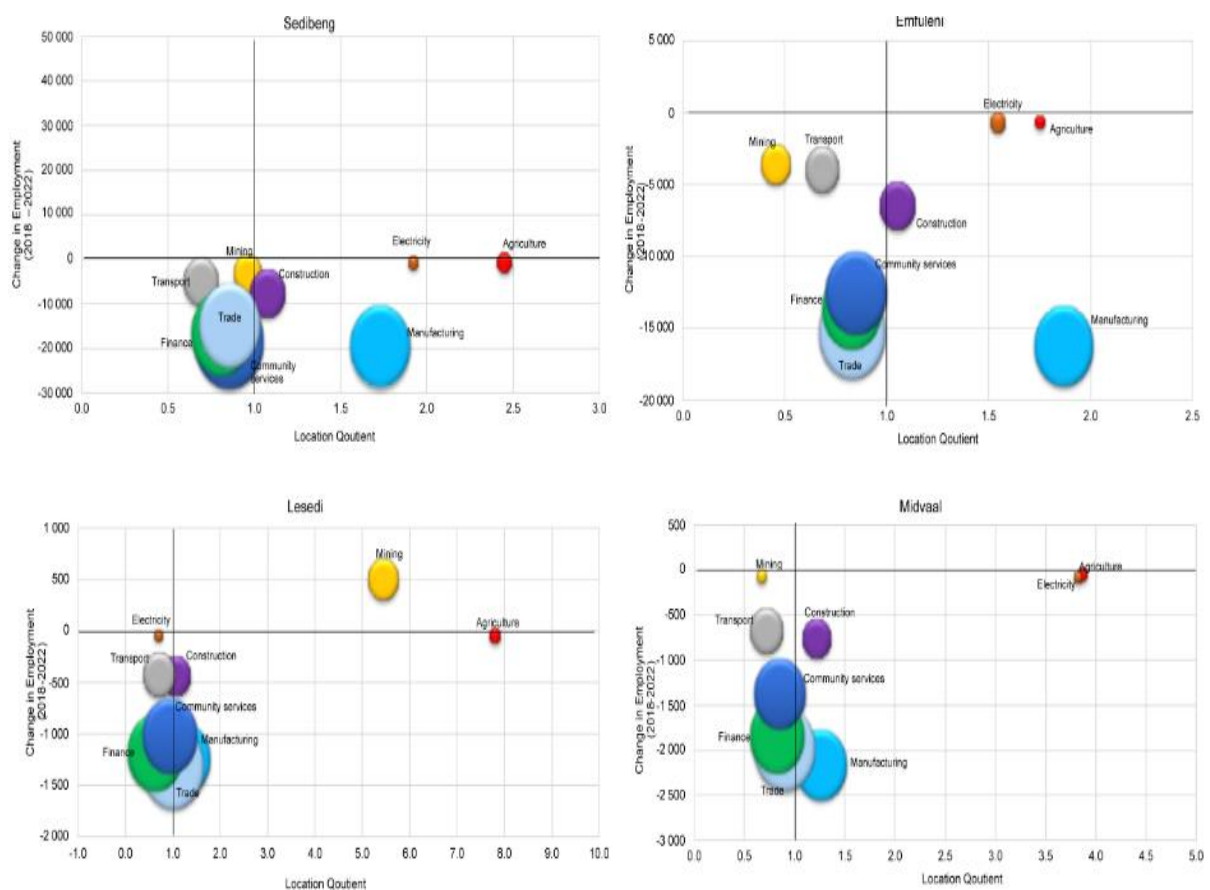 Sedibeng
50 000
40 000
30 000
20 000
10 000
0
-10 000
-20 000
-30 000
Change in Employment
(2018 – 2022)
Mining
Electricity
Agriculture
Transport
Construction
Trade
Finance
Manufacturing
Community
services
0.0 0.5 1.0 1.5 2.0 2.5 3.0
Location Qoutient
Emfuleni
5 000
0
-5 000
-10 000
-15 000
-20 000
Change in Employment
(2018-2022)
Electricity
Agriculture
Mining
Transport
Construction
Community services
Finance
Manufacturing
Trade
0.0 0.5 1.0 1.5 2.0 2.5
Location Qoutient
Lesedi
1 000
500
0
-500
-1 000
-1 500
-2 000
Change in Employment
(2018-2022)
Mining
Electricity
Agriculture
Transport
Construction
Community services
Finance
Manufacturing
Trade
-1.0 0.0 1.0 2.0 3.0 4.0 5.0 6.0 7.0 8.0 9.0 10.0
Location Qoutient
Midvaal
500
0
-500
-1 000
-1 500
-2 000
-2 500
-3 000
Change in Employment
(2018-2022)
Mining
Agriculture
Electricity
Transport
Construction
Community services
Finance
Manufacturing
Trade
0.0 0.5 1.0 1.5 2.0 2.5 3.0 3.5 4.0 4.5 5.0
Location Qoutient